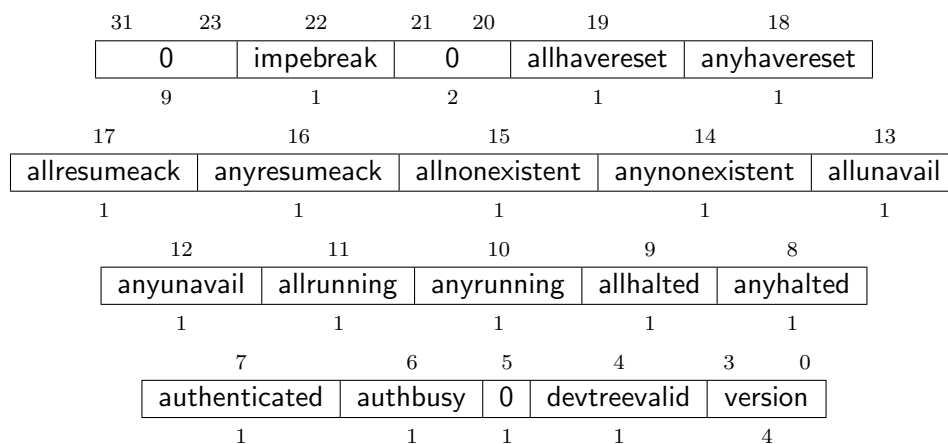 31 23 22 21 20 19 18
0 impebreak 0 allhavereset anyhavereset
9 1 2 1 1
17 16 15 14 13
allresumeack anyresumeack allnonexistent anynonexistent allunavail
1 1 1 1 1
12 11 10 9 8
anyunavail allrunning anyrunning allhalted anyhalted
1 1 1 1 1
7 6 5 4 3 0
authenticated authbusy 0 devtreevalid version
1 1 1 1 4